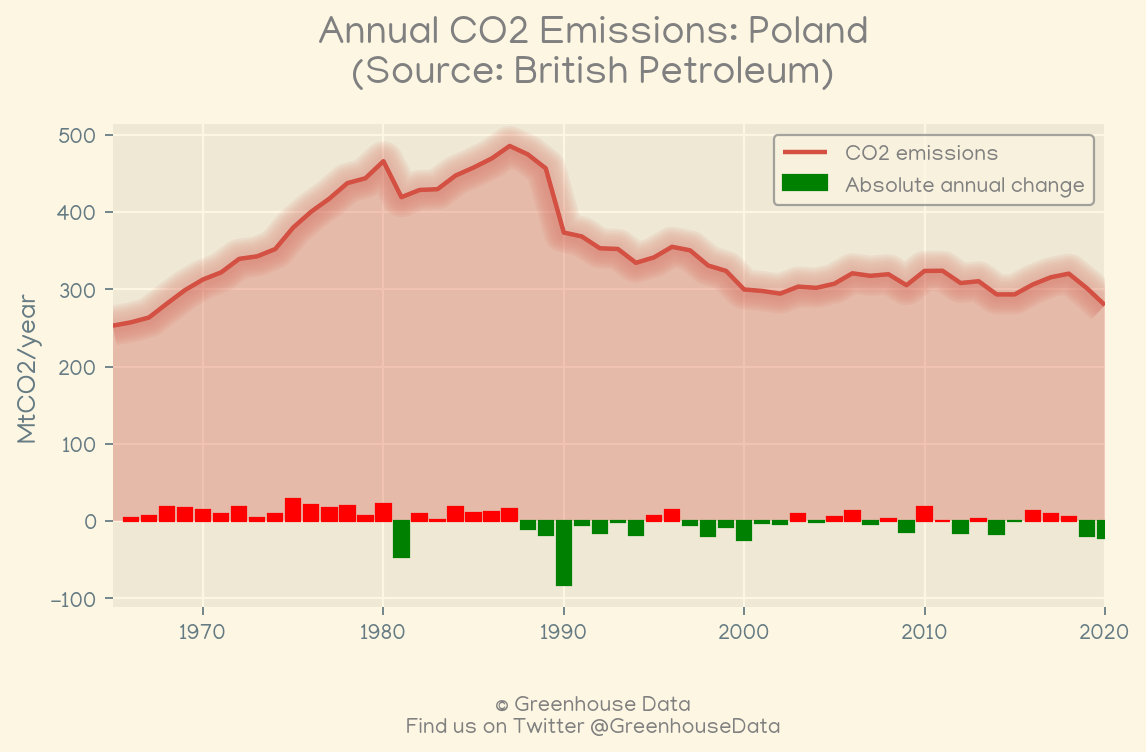 Annual CO2 Emissions: Poland
(Source: British Petroleum)
CO2 emissions
Absolute annual change
MtCO2/year
500
400
300
200
100
0
−100
1970 1980 1990 2000 2010 2020
© Greenhouse Data
Find us on Twitter @GreenhouseData